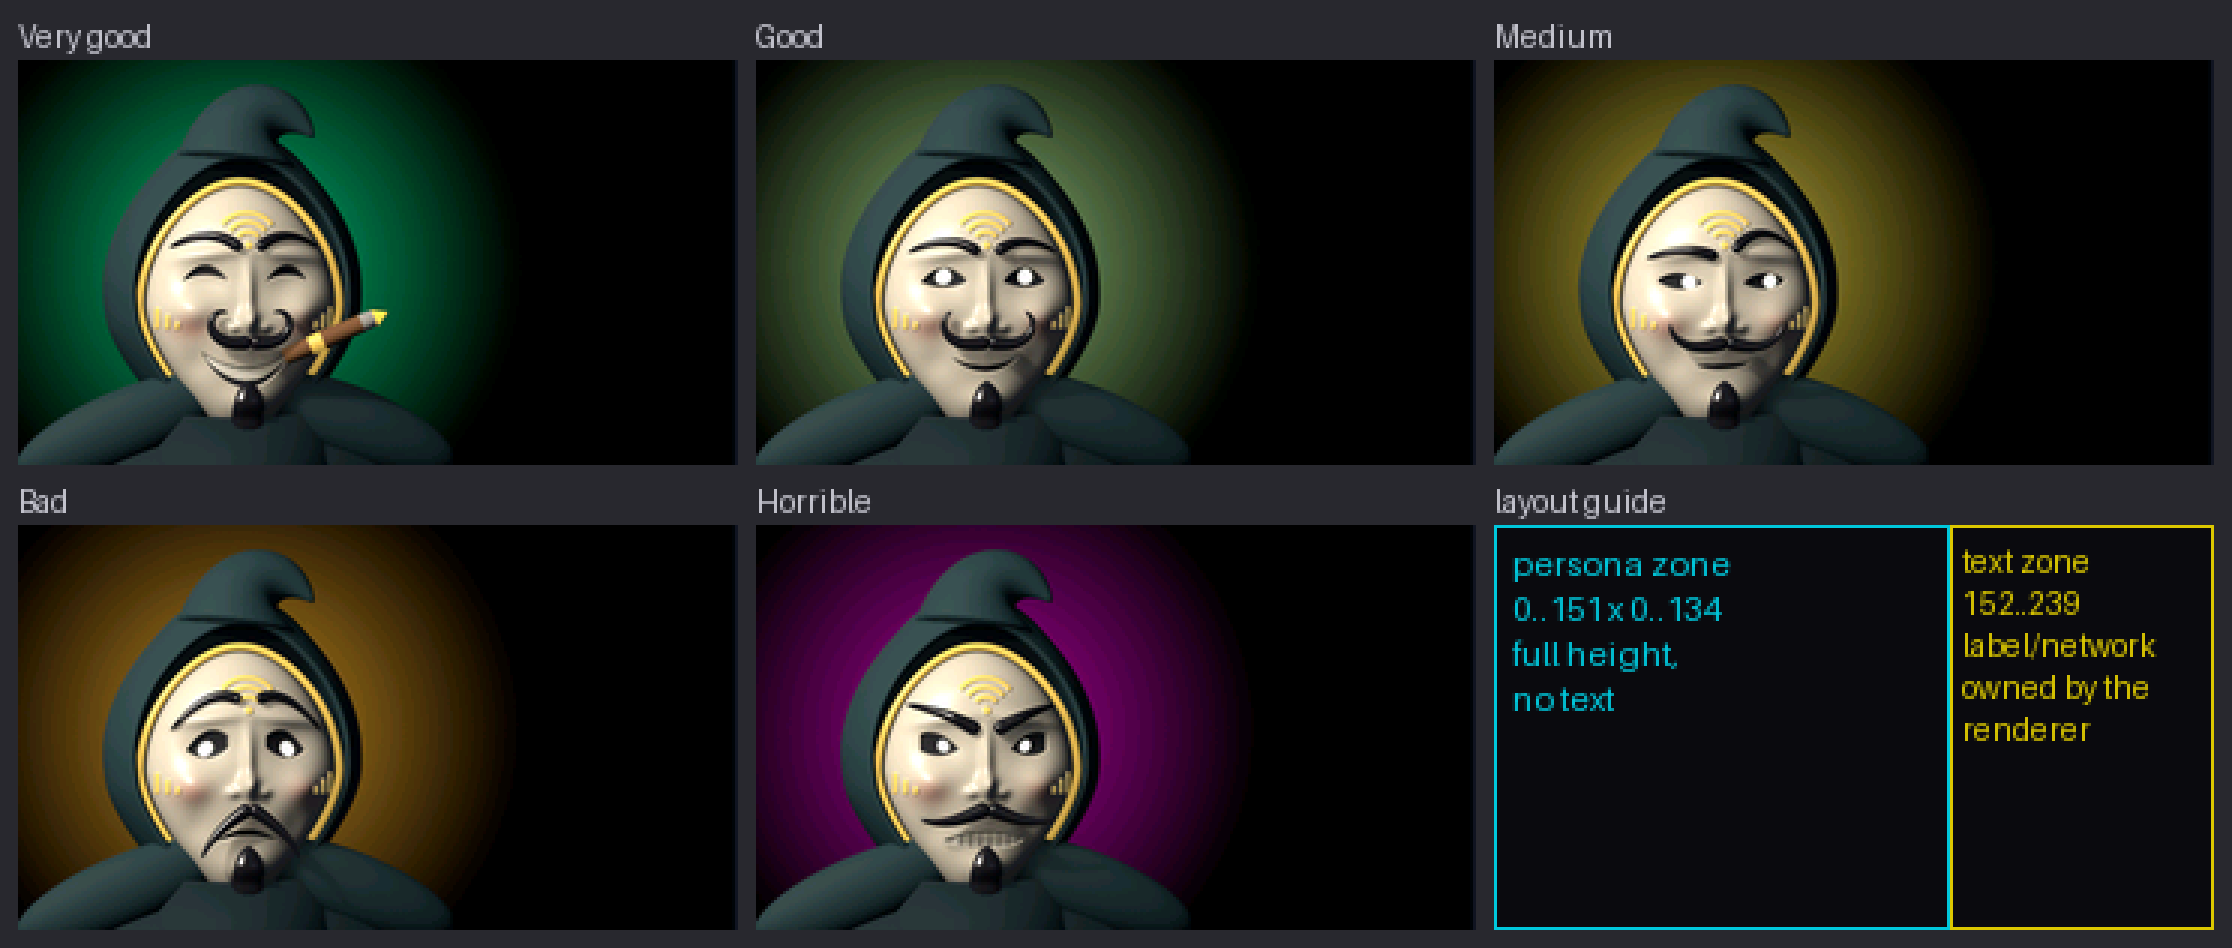 Very good
Good
Medium
Bad
Horrible
layout guide
persona zone
0..151 x 0..134
full height,
no text
text zone
152..239
label/network
owned by the
renderer